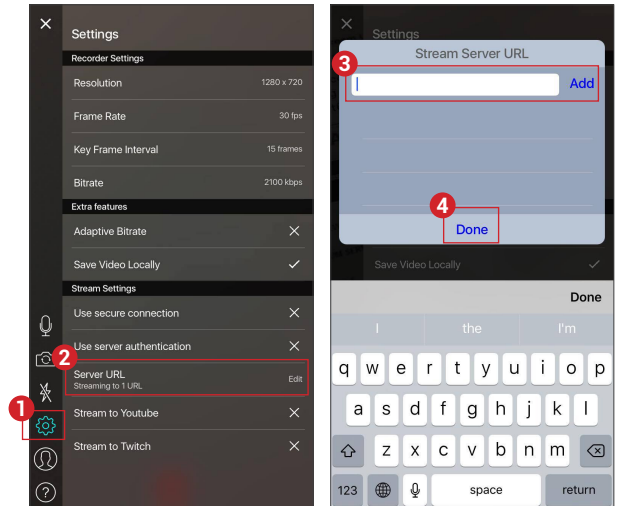 Settings
Recorder Settings
Resolution 1280 x 720
Frame Rate 30 fps
Key Frame Interval 15 frames
Bitrate 2100 kbps
Extra features
Adaptive Bitrate
Save Video Locally
Stream Settings
Use secure connection
Use server authentication
2
Server URL
Streaming to 1 URL
Edit
1
Stream to Youtube
Stream to Twitch
?
Settings
Stream Server URL
3
Add
4
Done
Save Video Locally
Done
I the I'm
q w e r t y u i o p
a s d f g h j k l
z x c v b n m
123 space return